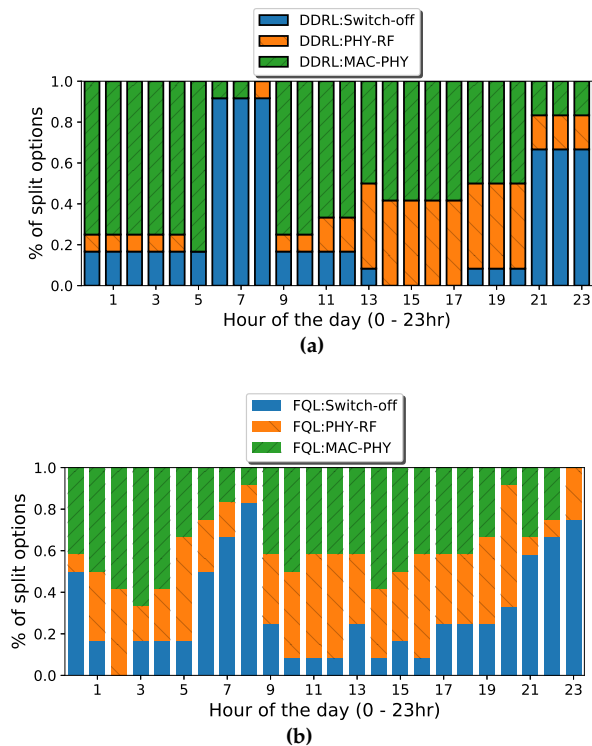 DDRL:Switch-off
DDRL:PHY-RF
DDRL:MAC-PHY
1.0
0.8
0.6
0.4
0.2
0.0
% of split options
1 3 5 7 9 11 13 15 17 19 21 23
Hour of the day (0 - 23hr)
(a)
FQL:Switch-off
FQL:PHY-RF
FQL:MAC-PHY
1.0
0.8
0.6
0.4
0.2
0.0
% of split options
1 3 5 7 9 11 13 15 17 19 21 23
Hour of the day (0 - 23hr)
(b)